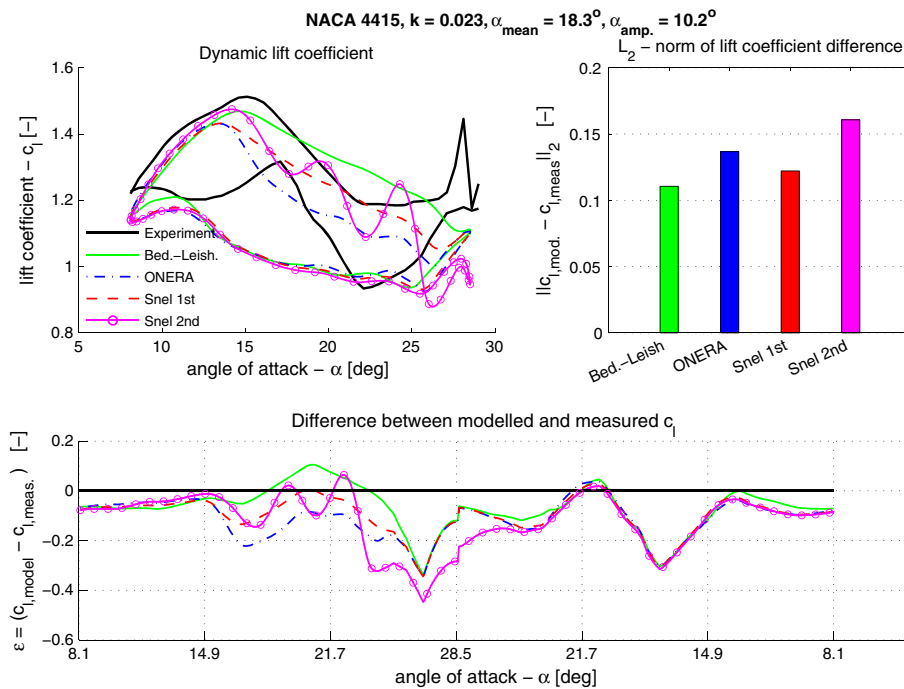 NACA 4415, k = 0.023, α_mean = 18.3°, α_amp. = 10.2°
Dynamic lift coefficient
lift coefficient − c_l [−]
1.6
1.4
1.2
1
0.8
5 10 15 20 25 30
angle of attack − α [deg]
Experiment
Bed.−Leish.
ONERA
Snel 1st
Snel 2nd
L_2 − norm of lift coefficient difference
||c_l,mod. − c_l,meas||_2 [−]
0.2
0.15
0.1
0.05
0
Bed.−Leish
ONERA
Snel 1st
Snel 2nd
Difference between modelled and measured c_l
ε = (c_l,model − c_l,meas.) [−]
0.2
0
−0.2
−0.4
−0.6
8.1 14.9 21.7 28.5 21.7 14.9 8.1
angle of attack − α [deg]